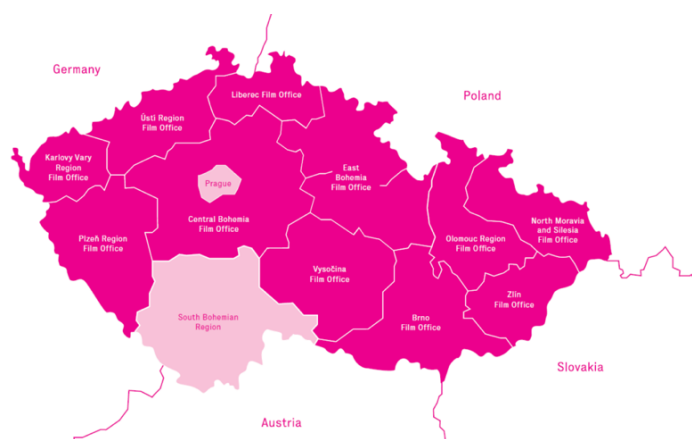 Germany
Poland
Liberec Film Office
Ústi Region
Film Office
Karlovy Vary
Region
Film Office
East
Bohemia
Film Office
Prague
Central Bohemia
Film Office
North Moravia
and Silesia
Film Office
Plzeň Region
Film Office
Olomouc Region
Film Office
Vysočina
Film Office
Zlín
Film Office
South Bohemian
Region
Brno
Film Office
Slovakia
Austria